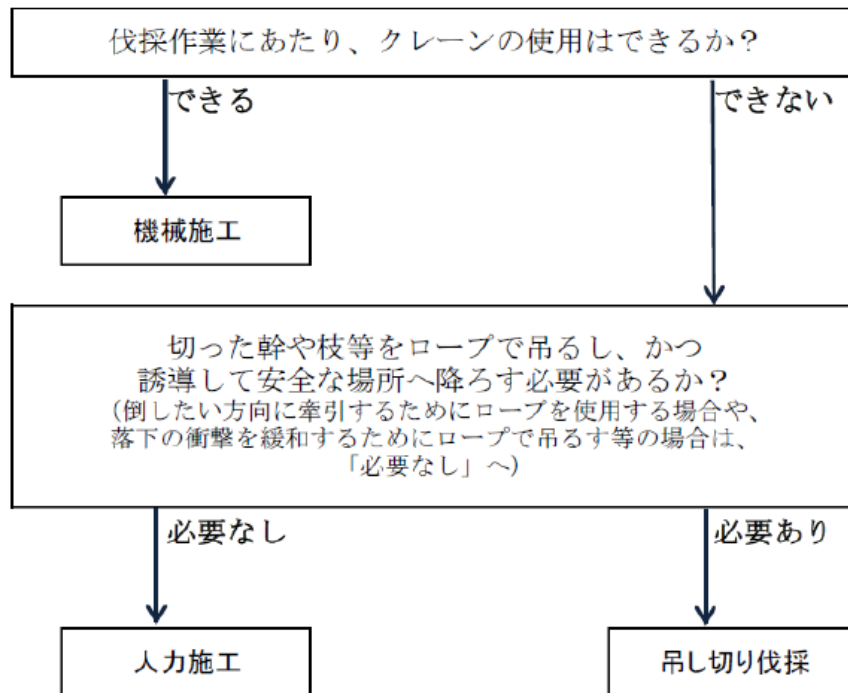 伐採作業にあたり、クレーンの使用はできるか？
できる
できない
機械施工
切った幹や枝等をロープで吊るし、かつ
誘導して安全な場所へ降ろす必要があるか？
(倒したい方向に牽引するためにロープを使用する場合や、
落下の衝撃を緩和するためにロープで吊るす等の場合は、
「必要なし」へ)
必要なし
必要あり
人力施工
吊し切り伐採